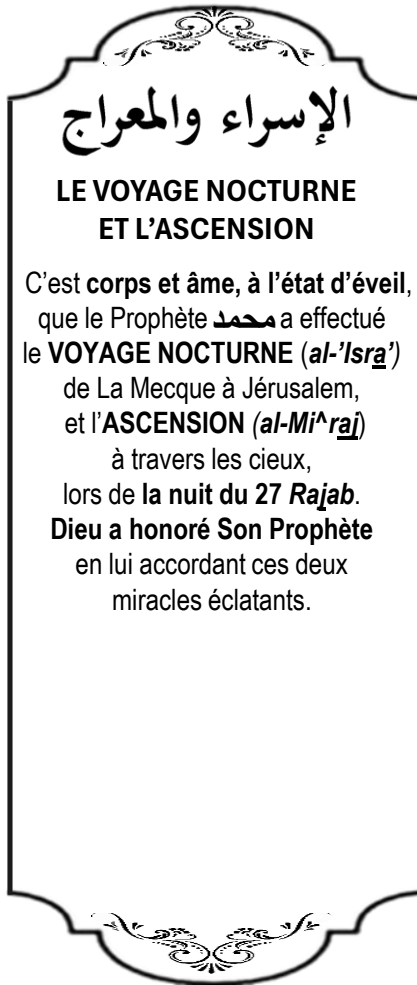 الإسراء والمعراج
LE VOYAGE NOCTURNE
ET L’ASCENSION
C’est corps et âme, à l’état d’éveil,
que le Prophète محمد a effectué
le VOYAGE NOCTURNE (al-’Isra’)
de La Mecque à Jérusalem,
et l’ASCENSION (al-Mi^raj)
à travers les cieux,
lors de la nuit du 27 Rajab.
Dieu a honoré Son Prophète
en lui accordant ces deux
miracles éclatants.